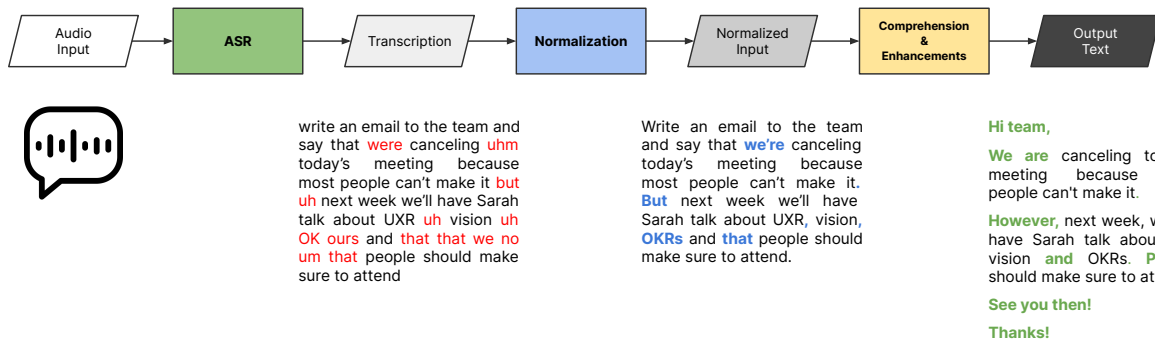 Audio
Input
ASR
Transcription
Normalization
Normalized
Input
Comprehension
&
Enhancements
Output
Text
write an email to the team and
say that were canceling uhm
today's meeting because
most people can't make it but
uh next week we'll have Sarah
talk about UXR uh vision uh
OK ours and that that we no
um that people should make
sure to attend
Write an email to the team
and say that we're canceling
today's meeting because
most people can't make it.
But next week we'll have
Sarah talk about UXR, vision,
OKRs and that people should
make sure to attend.
Hi team,
We are canceling
meeting because
people can't make it.
However, next week,
have Sarah talk
vision and OKRs.
should make sure to
See you then!
Thanks!